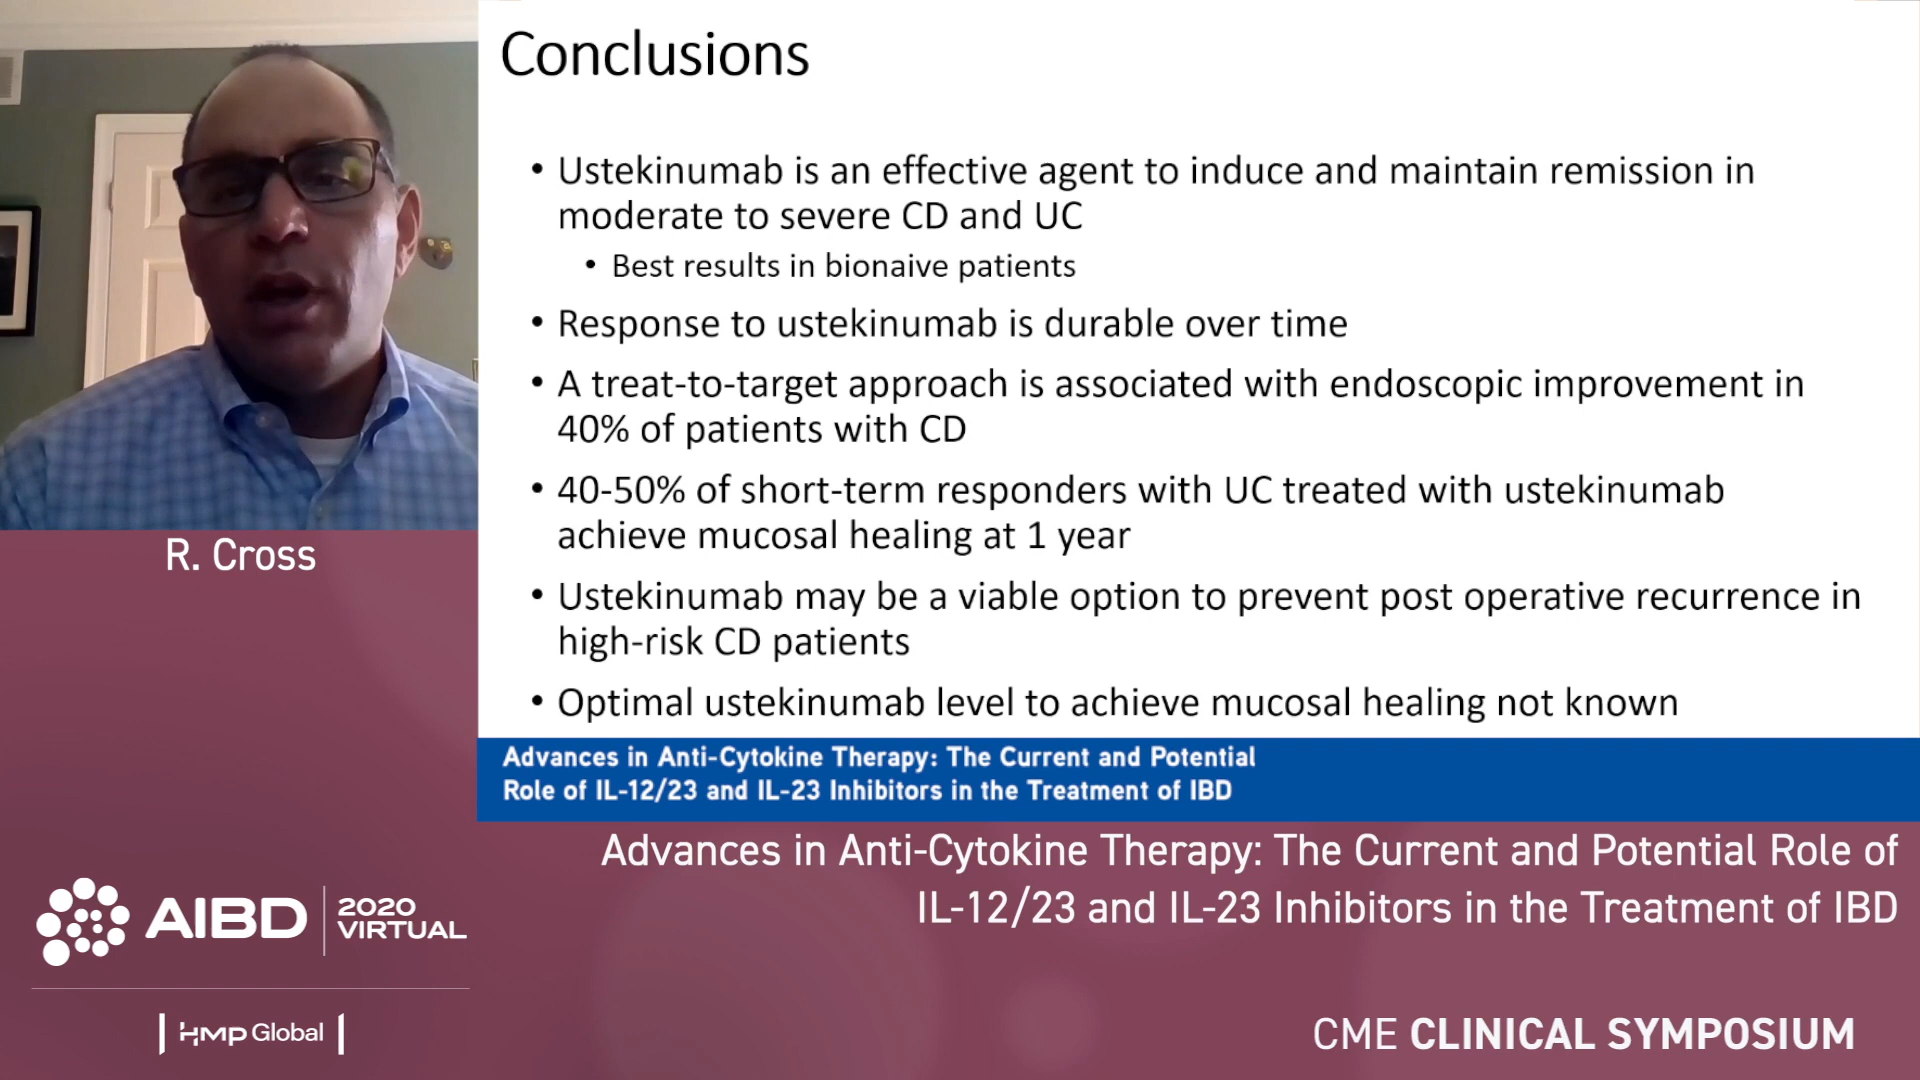 Conclusions
• Ustekinumab is an effective agent to induce and maintain remission in
moderate to severe CD and UC
• Best results in bionaive patients
• Response to ustekinumab is durable over time
• A treat-to-target approach is associated with endoscopic improvement in
40% of patients with CD
• 40-50% of short-term responders with UC treated with ustekinumab
achieve mucosal healing at 1 year
• Ustekinumab may be a viable option to prevent post operative recurrence in
high-risk CD patients
• Optimal ustekinumab level to achieve mucosal healing not known
R. Cross
Advances in Anti-Cytokine Therapy: The Current and Potential
Role of IL-12/23 and IL-23 Inhibitors in the Treatment of IBD
Advances in Anti-Cytokine Therapy: The Current and Potential Role of
IL-12/23 and IL-23 Inhibitors in the Treatment of IBD
AIBD
2020
VIRTUAL
HMP Global
CME CLINICAL SYMPOSIUM